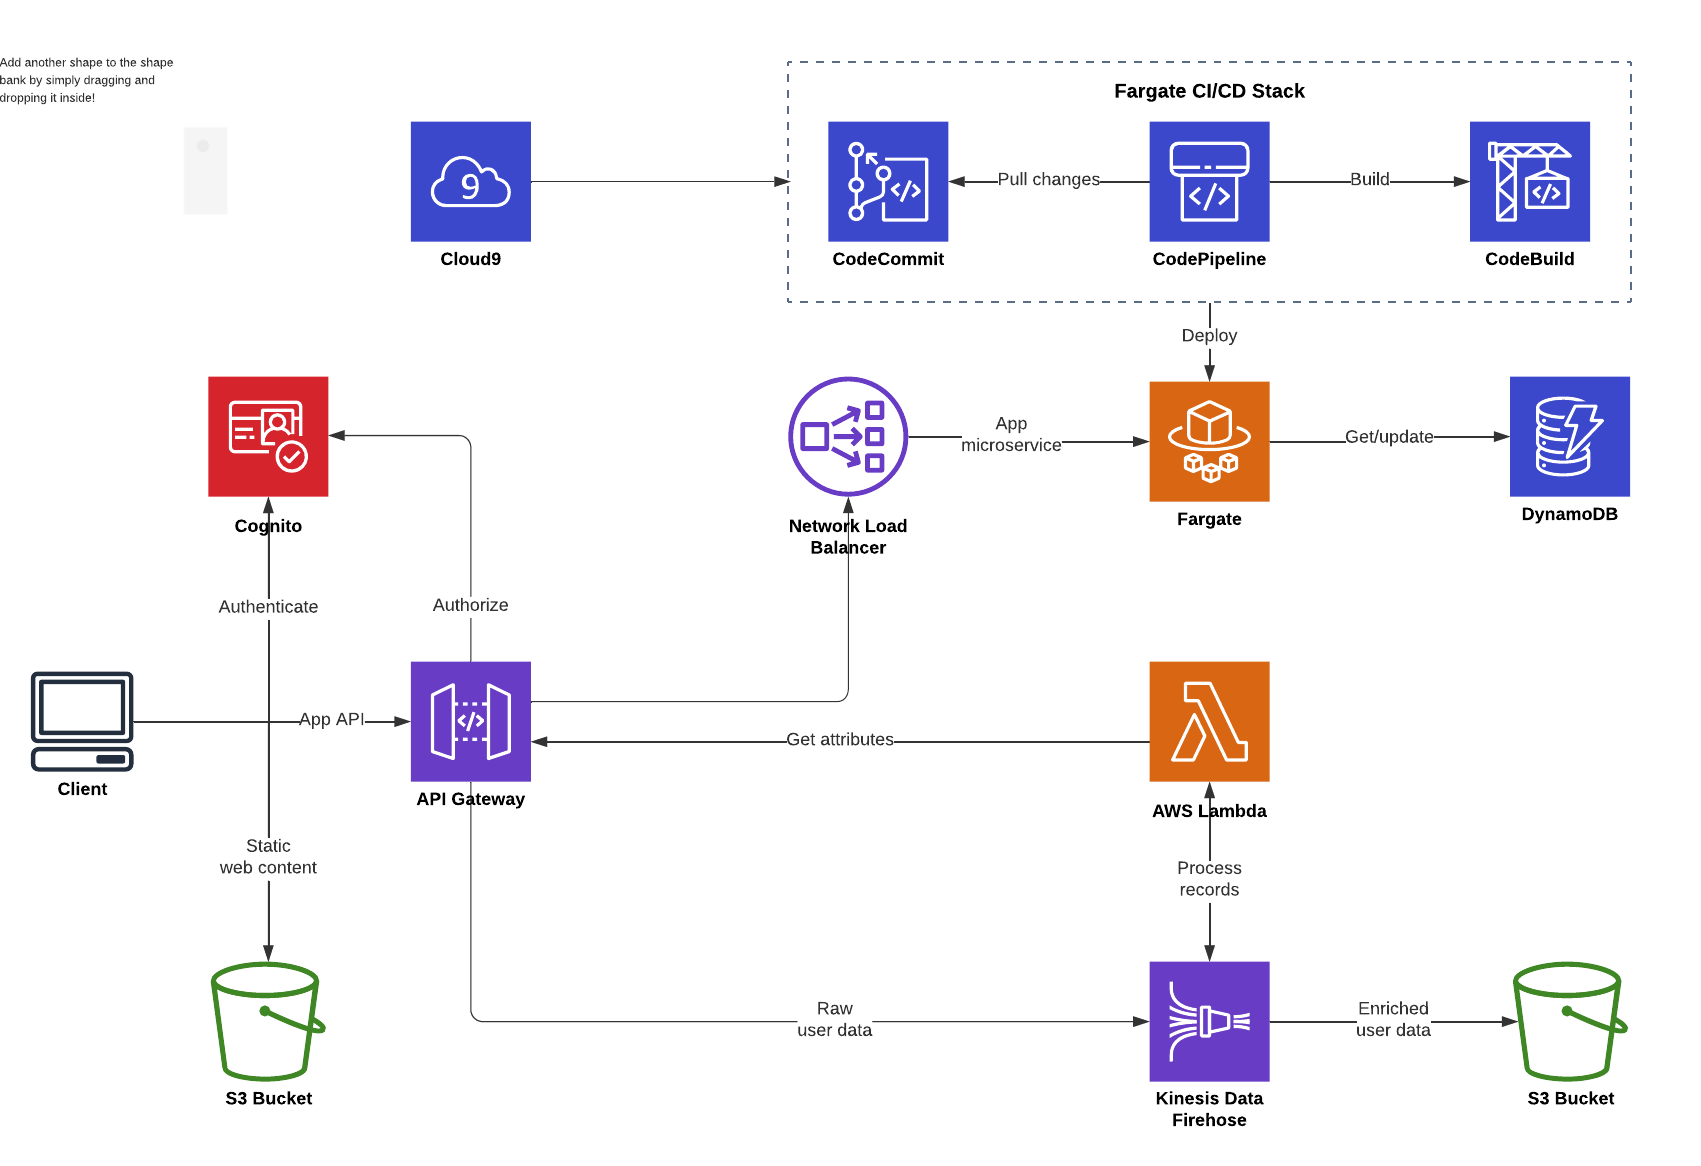 Add another shape to the shape
bank by simply dragging and
dropping it inside!
Fargate CI/CD Stack
9
Pull changes
Build
Cloud9
CodeCommit
CodePipeline
CodeBuild
Deploy
App
microservice
Get/update
Cognito
Network Load
Balancer
Fargate
DynamoDB
Authenticate
Authorize
App API
Get attributes
Client
API Gateway
AWS Lambda
Static
web content
Process
records
Raw
user data
Enriched
user data
S3 Bucket
Kinesis Data
Firehose
S3 Bucket